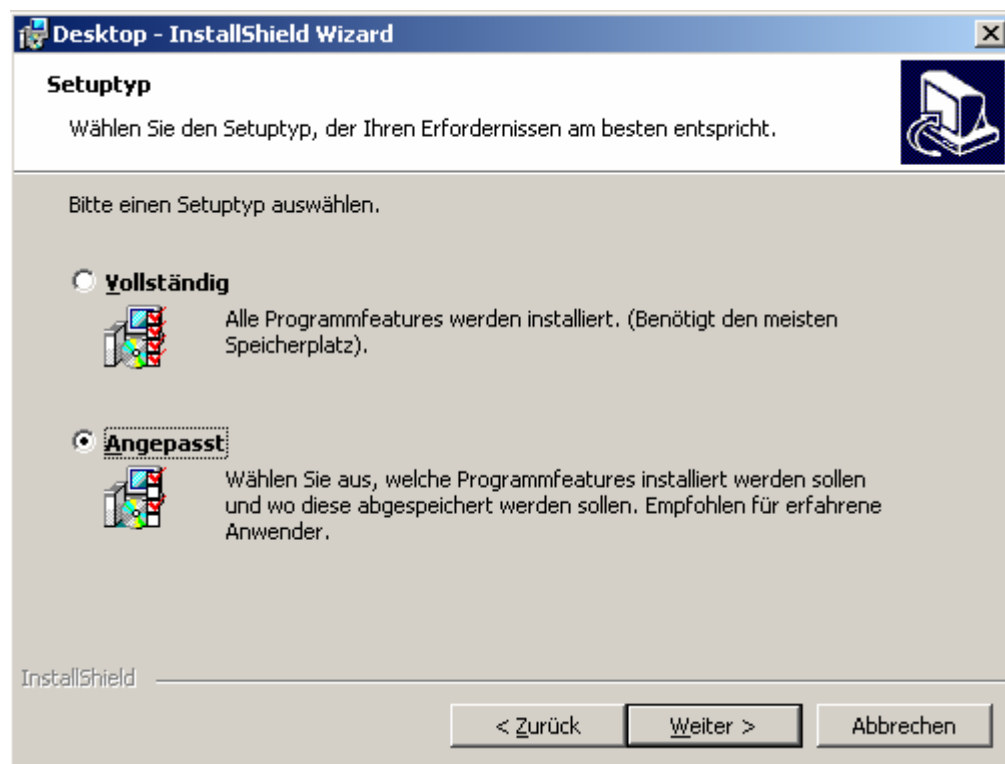 Desktop - InstallShield Wizard
Setuptyp
Wählen Sie den Setuptyp, der Ihren Erfordernissen am besten entspricht.
Bitte einen Setuptyp auswählen.
Vollständig
Alle Programmfeatures werden installiert. (Benötigt den meisten
Speicherplatz).
Angepasst
Wählen Sie aus, welche Programmfeatures installiert werden sollen
und wo diese abgespeichert werden sollen. Empfohlen für erfahrene
Anwender.
InstallShield
< Zurück Weiter > Abbrechen